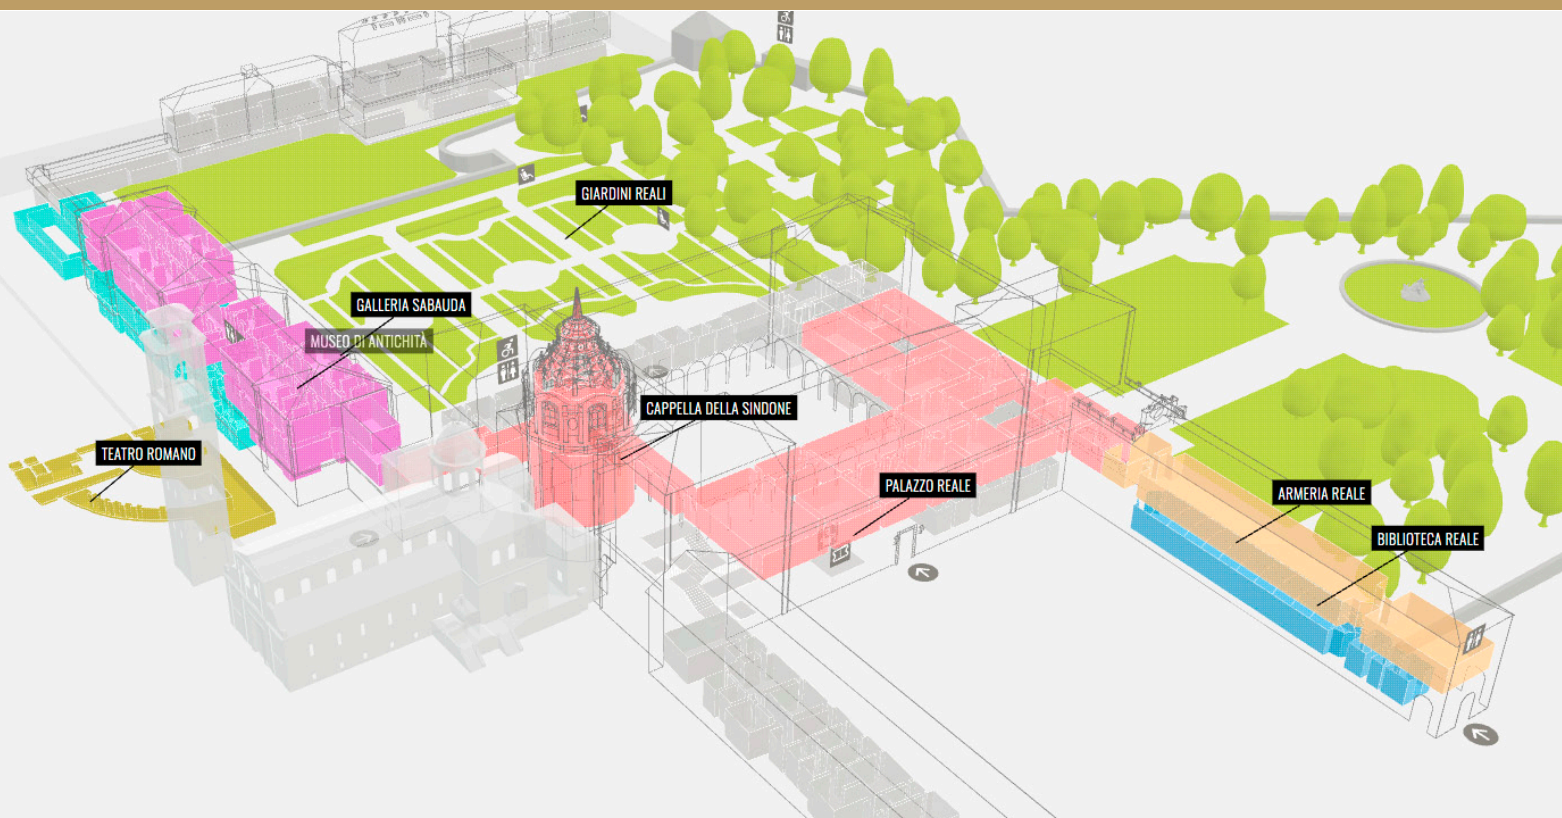 GIARDINI REALI
GALLERIA SABAUDA
MUSEO DI ANTICHITÀ
CAPPELLA DELLA SINDONE
TEATRO ROMANO
PALAZZO REALE
ARMERIA REALE
BIBLIOTECA REALE